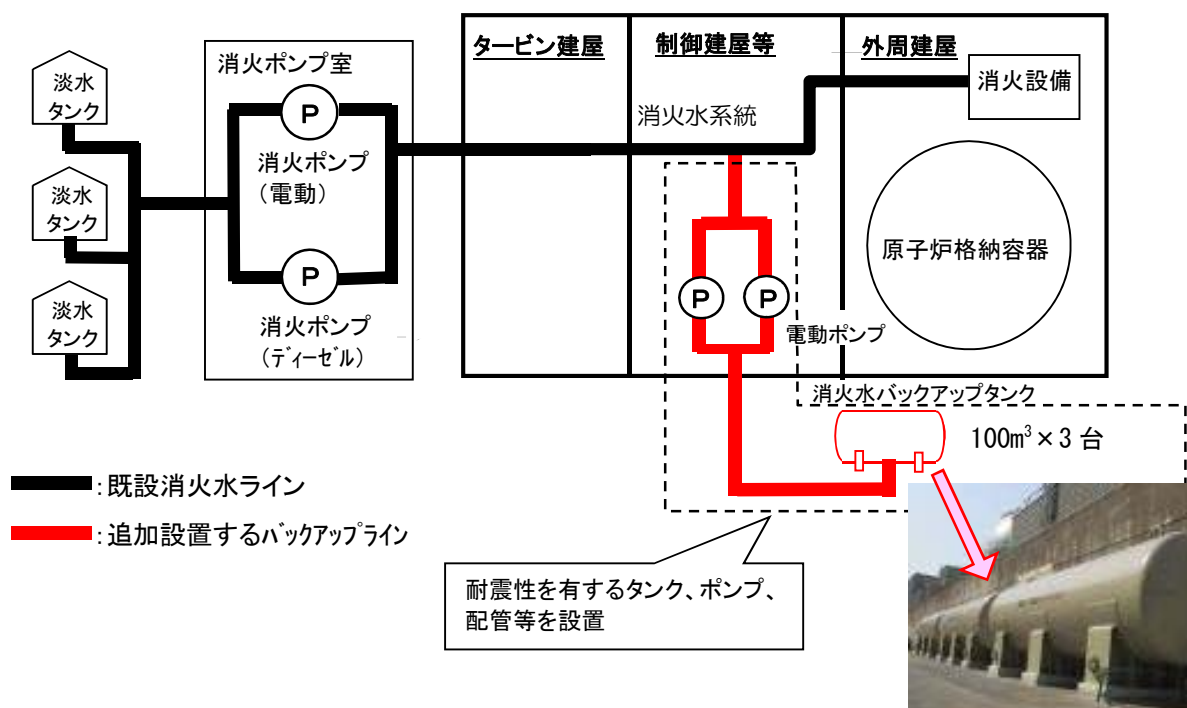 タービン建屋
制御建屋等
外周建屋
淡水
タンク
淡水
タンク
淡水
タンク
消火ポンプ室
P
消火ポンプ
(電動)
P
消火ポンプ
(ﾃﾞｨｰｾﾞﾙ)
消火水系統
消火設備
原子炉格納容器
P
P
電動ポンプ
消火水バックアップタンク
100m³×3台
:既設消火水ライン
:追加設置するﾊﾞｯｸｱｯﾌﾟﾗｲﾝ
耐震性を有するタンク、ポンプ、
配管等を設置